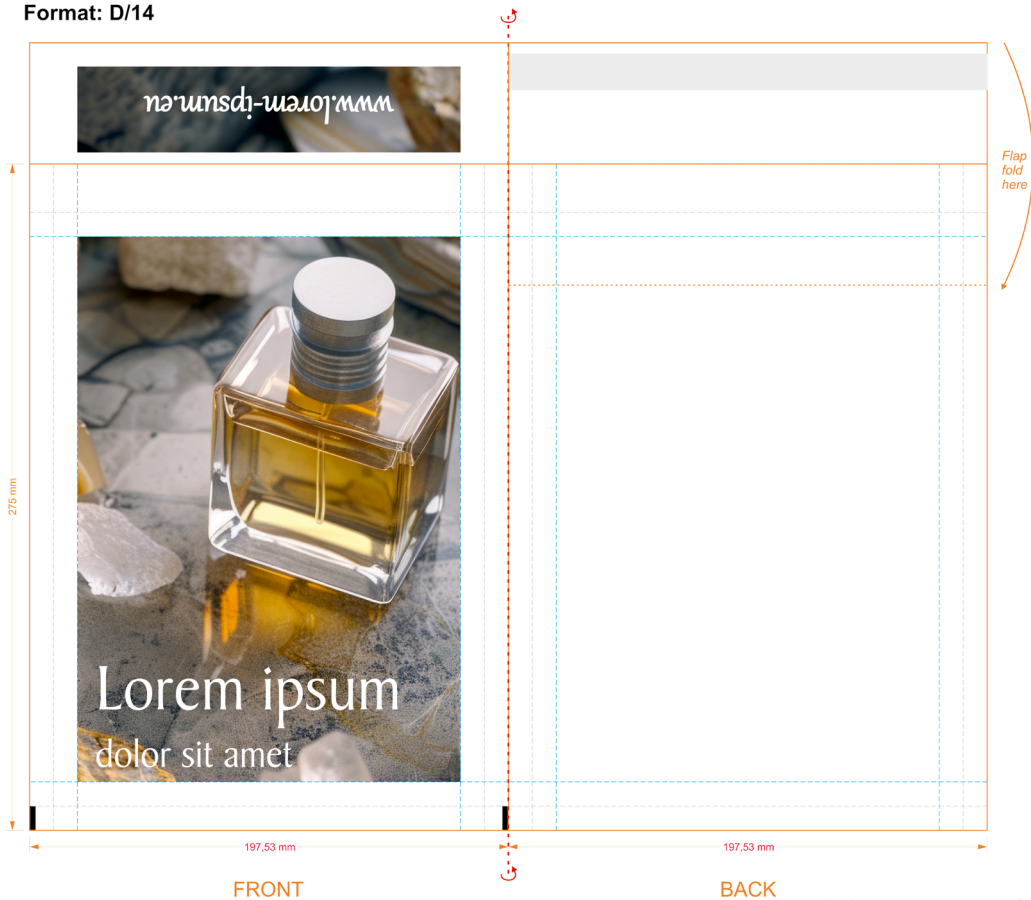 Format: D/14
www.lorem-ipsum.eu
Flap
fold
here
275 mm
Lorem ipsum
dolor sit amet
197,53 mm
197,53 mm
FRONT
BACK